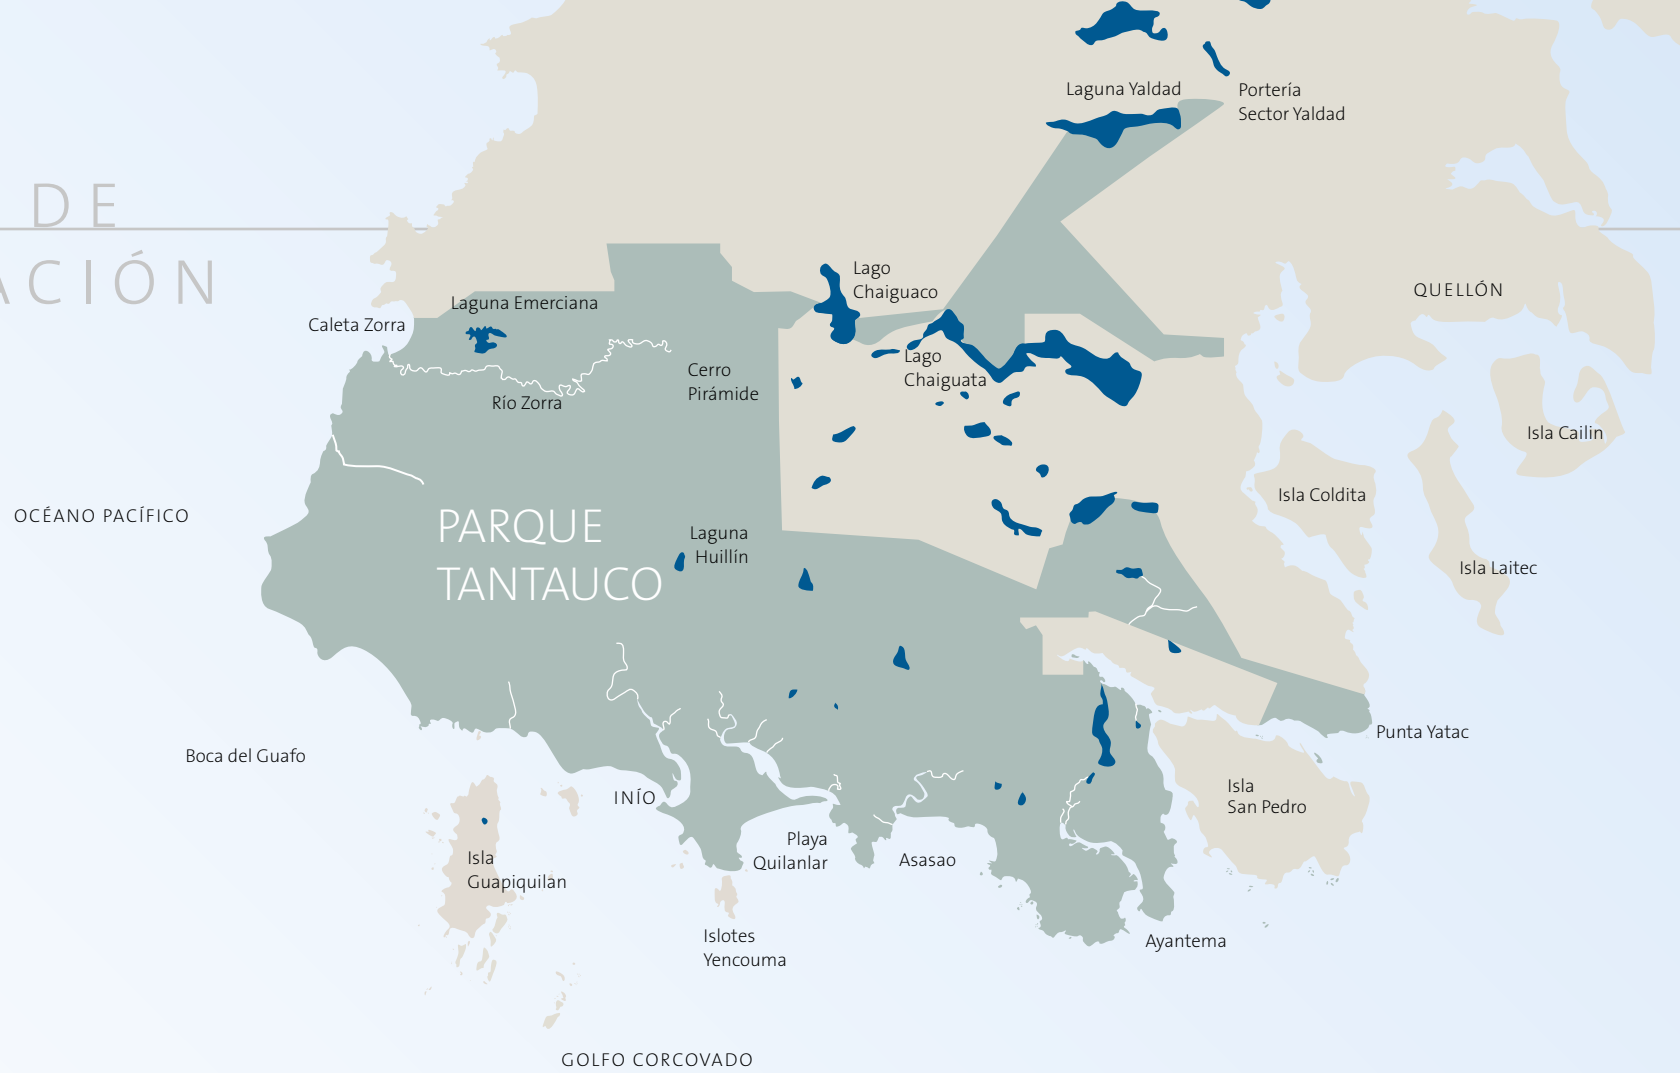 Laguna Yaldad
Portería
Sector Yaldad
DE
ACIÓN
Lago
Chaiguaco
QUELLÓN
Laguna Emerciana
Caleta Zorra
Lago
Chaiguata
Cerro
Pirámide
Río Zorra
Isla Cailin
Isla Coldita
OCÉANO PACÍFICO
PARQUE
TANTAUCO
Laguna
Huillín
Isla Laitec
Punta Yatac
Boca del Guafo
INÍO
Isla
San Pedro
Playa
Quilanlar
Asasao
Isla
Guapiquilan
Islotes
Yencouma
Ayantema
GOLFO CORCOVADO